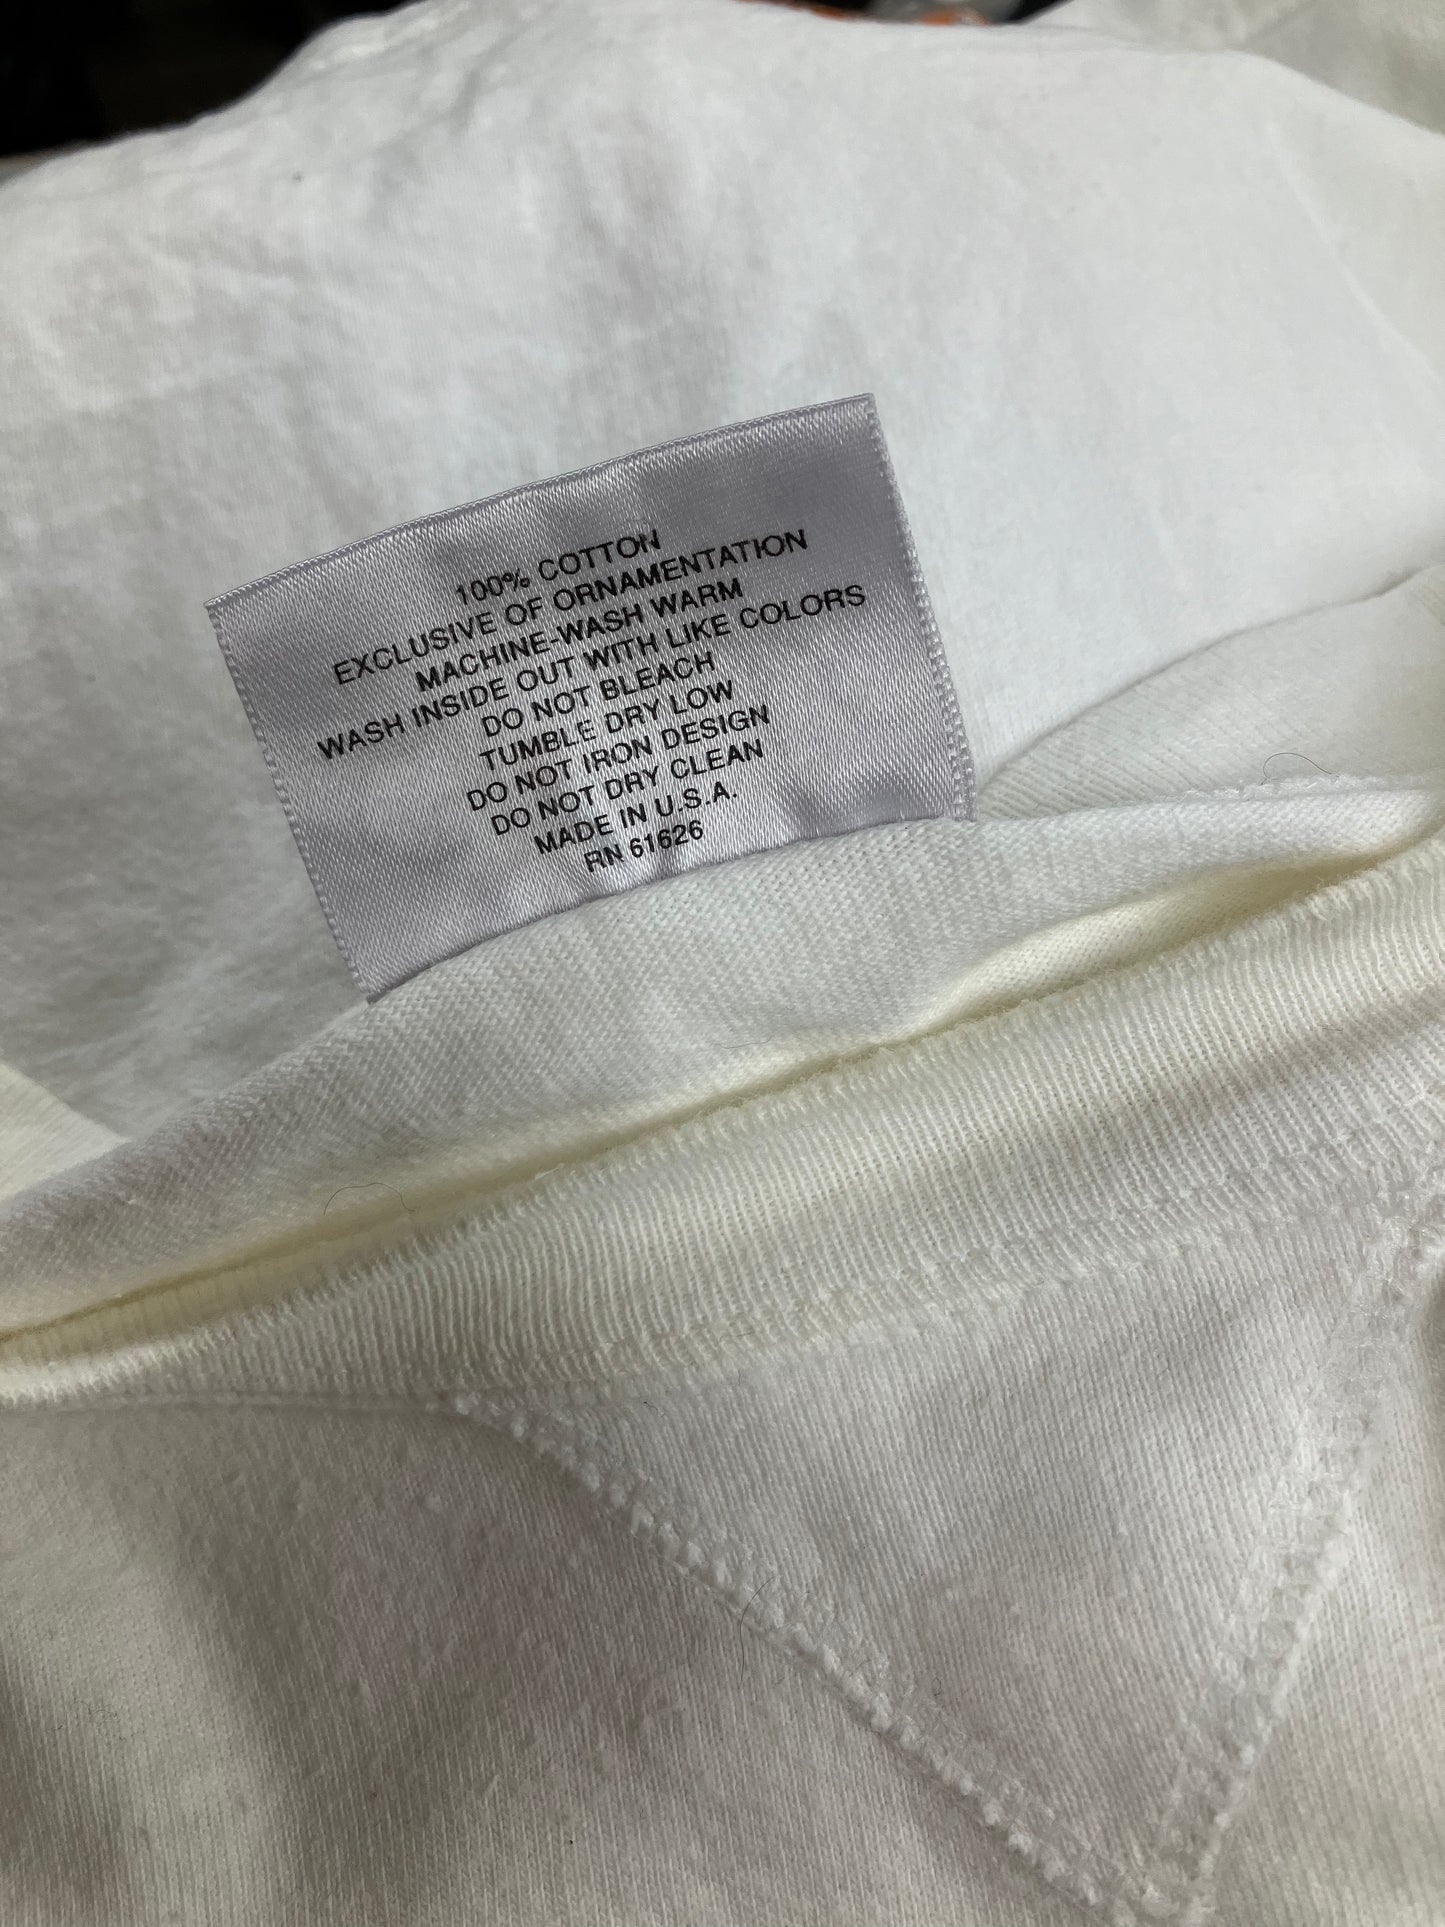 100% COTTON
EXCLUSIVE OF ORNAMENTATION
MACHINE-WASH WARM
WASH INSIDE OUT WITH LIKE COLORS
DO NOT BLEACH
TUMBLE DRY LOW
DO NOT IRON DESIGN
DO NOT DRY CLEAN
MADE IN U.S.A.
RN 61626